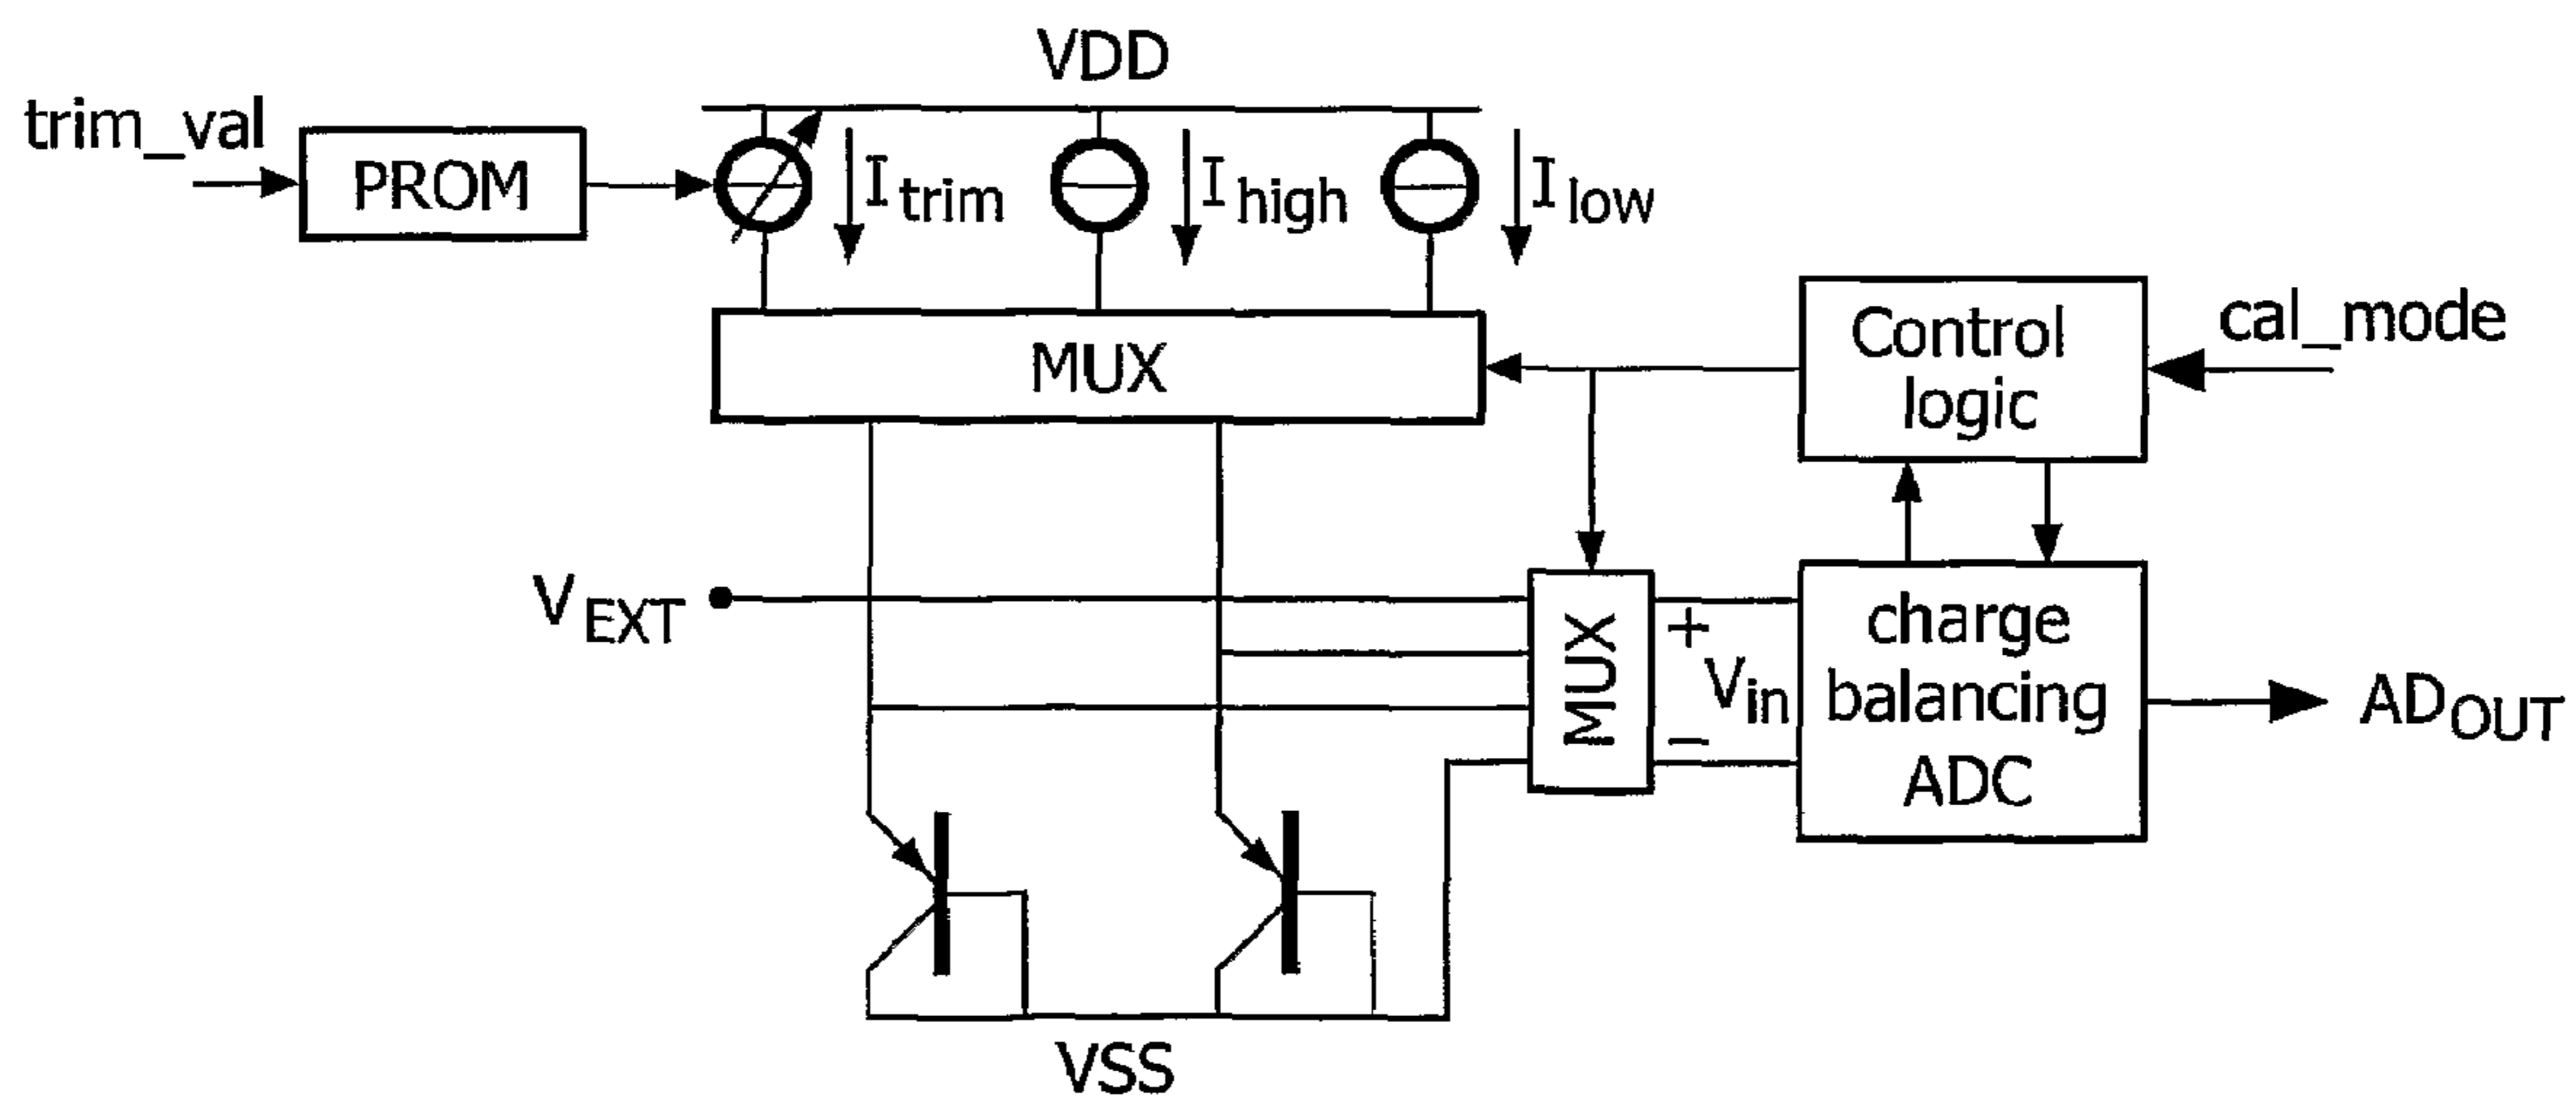 VDD
trim_val
PROM
I trim
I high
I low
MUX
Control
logic
cal_mode
V EXT
MUX
+
V in
−
charge
balancing
ADC
AD OUT
VSS